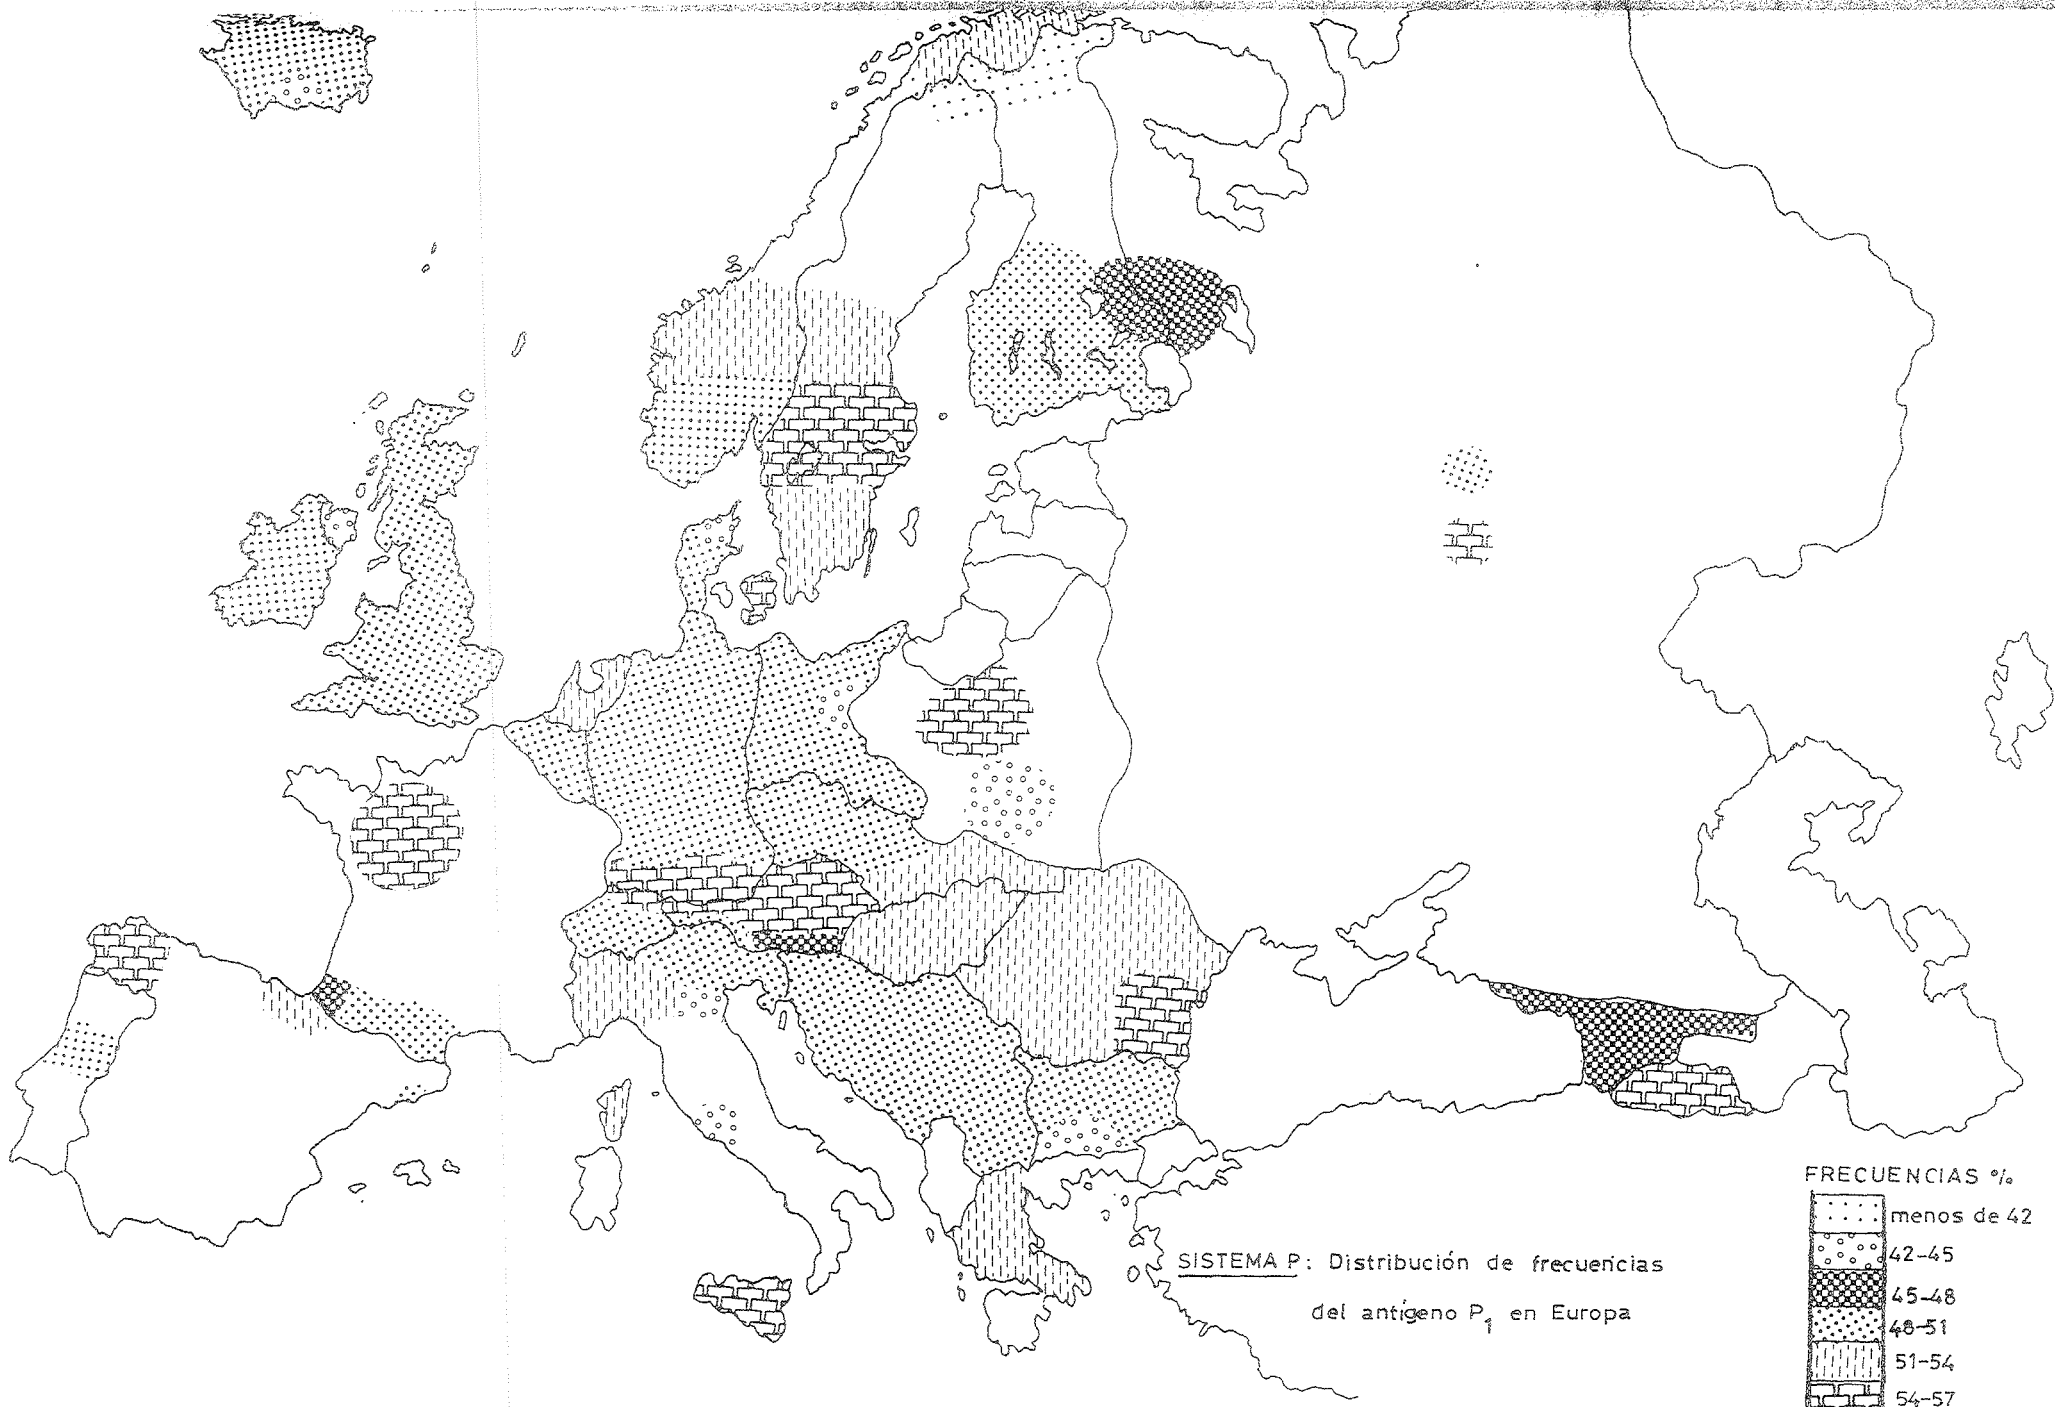 SISTEMA P: Distribución de frecuencias
del antígeno P₁ en Europa
FRECUENCIAS %
menos de 42
42-45
45-48
48-51
51-54
54-57